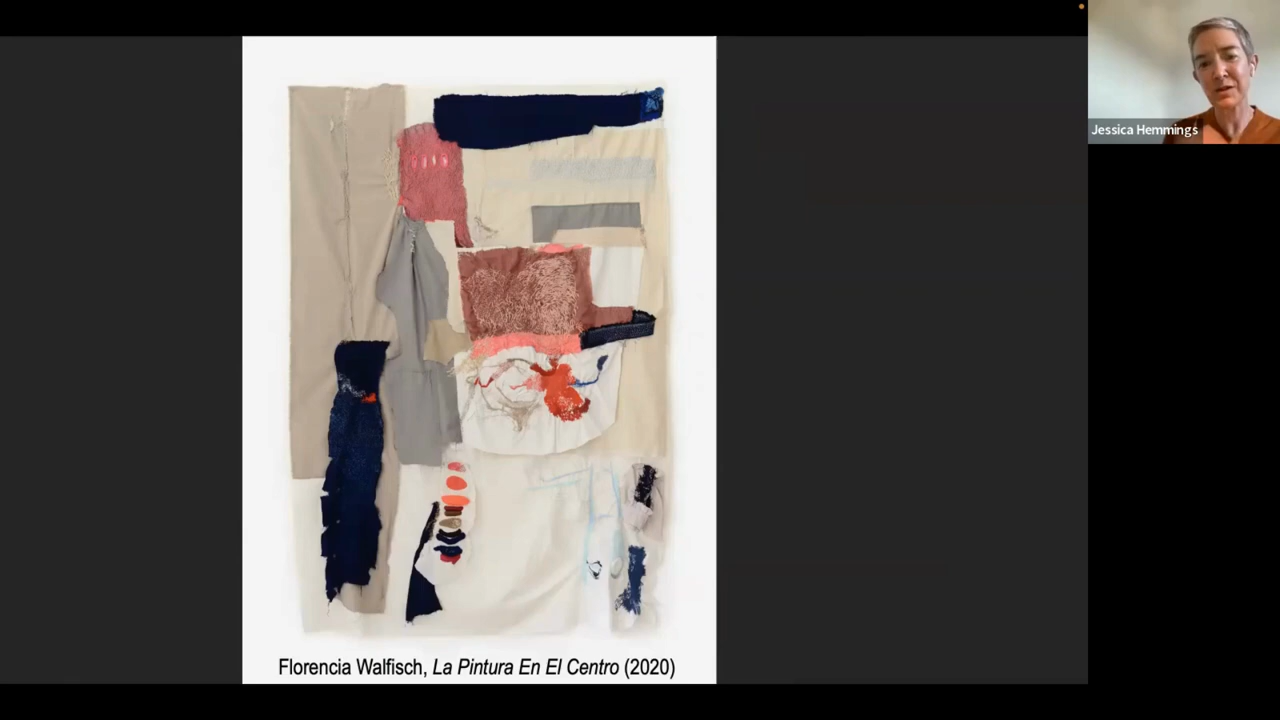 Jessica Hemmings
Florencia Walfisch, La Pintura En El Centro (2020)